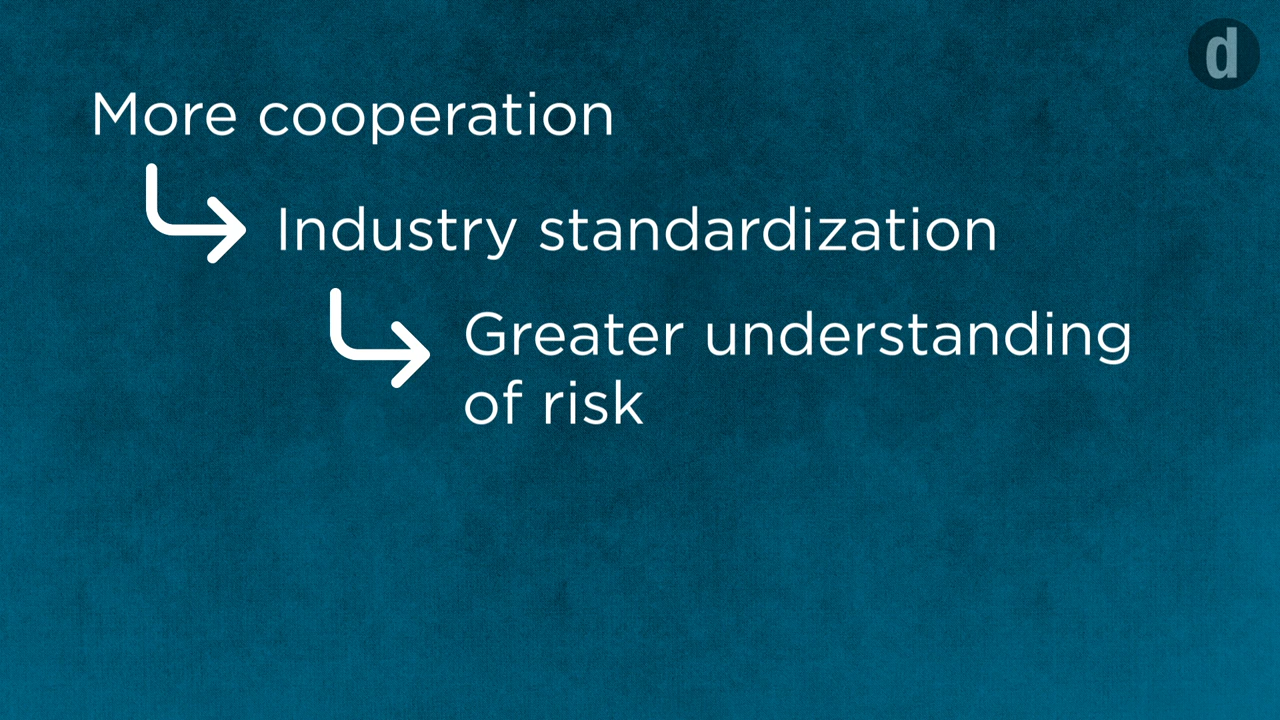 d
More cooperation
Industry standardization
Greater understanding
of risk